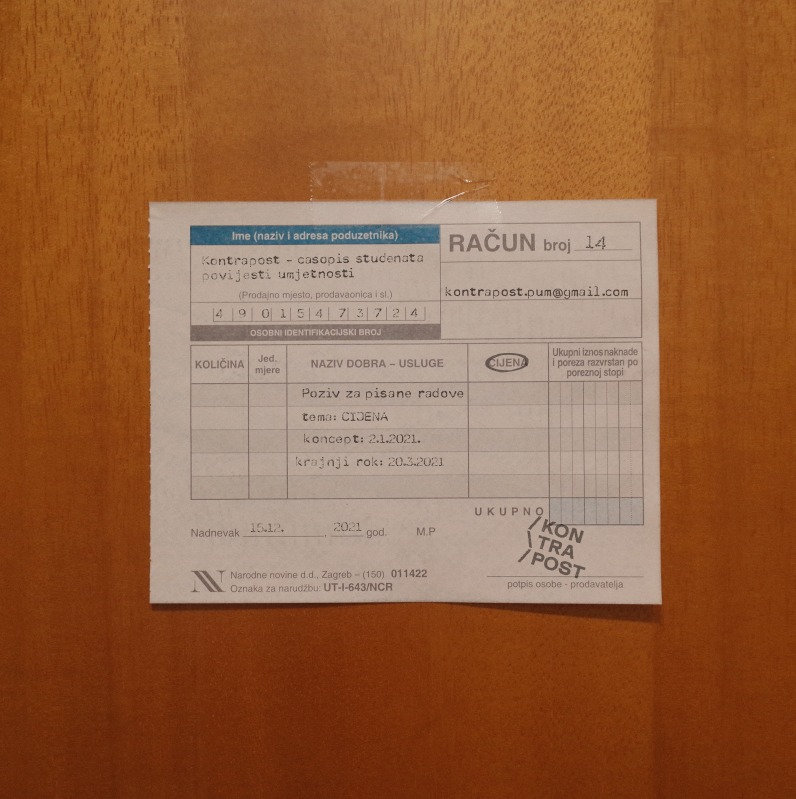 Ime (naziv i adresa poduzetnika)
Kontrapost - casopis studenata
povijesti umjetnosti
(Prodajno mjesto, prodavaonica i sl.)
4 9 0 1 5 4 7 3 7 2 4
OSOBNI IDENTIFIKACIJSKI BROJ
RAČUN broj 14
kontrapost.pum@gmail.com
KOLIČINA
Jed.
mjere
NAZIV DOBRA – USLUGE
CIJENA
Ukupni iznos naknade
i poreza razvrstan po
poreznoj stopi
Poziv za pisane radove
tema: CIJENA
koncept: 2.1.2021.
krajnji rok: 20.3.2021
UKUPNO
Nadnevak 15.12. , 2021 god. M.P
/KON
\ TRA
/POST
Narodne novine d.d., Zagreb – (150) 011422
Oznaka za narudžbu: UT-I-643/NCR
potpis osobe - prodavatelja